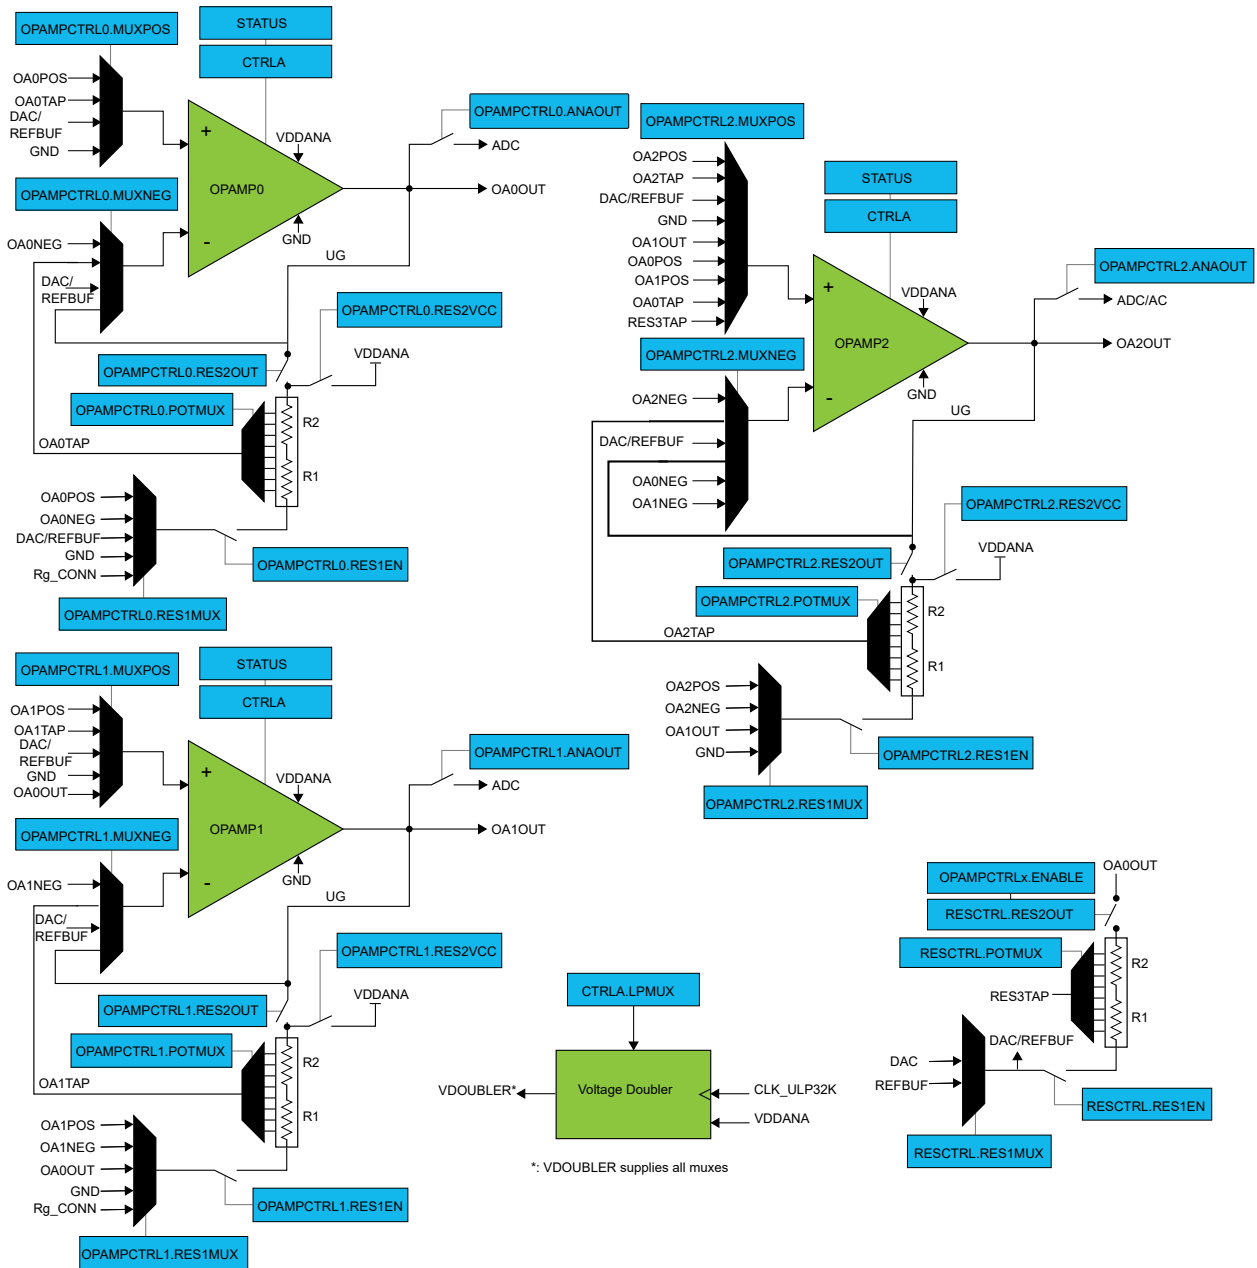 OPAMPCTRL0.MUXPOS
STATUS
CTRLA
OA0POS
OA0TAP
DAC/
REFBUF
GND
+
-
OPAMP0
VDDANA
GND
OPAMPCTRL0.ANAOUT
ADC
OA0OUT
UG
OPAMPCTRL0.MUXNEG
OA0NEG
DAC/
REFBUF
OPAMPCTRL0.RES2VCC
VDDANA
OPAMPCTRL0.RES2OUT
OPAMPCTRL0.POTMUX
R2
R1
OA0TAP
OA0POS
OA0NEG
DAC/REFBUF
GND
Rg_CONN
OPAMPCTRL0.RES1EN
OPAMPCTRL0.RES1MUX
OPAMPCTRL2.MUXPOS
OA2POS
OA2TAP
DAC/REFBUF
GND
OA1OUT
OA0POS
OA1POS
OA0TAP
RES3TAP
STATUS
CTRLA
+
-
OPAMP2
VDDANA
GND
OPAMPCTRL2.ANAOUT
ADC/AC
OA2OUT
UG
OPAMPCTRL2.MUXNEG
OA2NEG
DAC/REFBUF
OA0NEG
OA1NEG
OPAMPCTRL2.RES2VCC
VDDANA
OPAMPCTRL2.RES2OUT
OPAMPCTRL2.POTMUX
R2
R1
OA2TAP
OA2POS
OA2NEG
OA1OUT
GND
OPAMPCTRL2.RES1EN
OPAMPCTRL2.RES1MUX
OPAMPCTRL1.MUXPOS
STATUS
CTRLA
OA1POS
OA1TAP
DAC/
REFBUF
GND
OA0OUT
+
-
OPAMP1
VDDANA
GND
OPAMPCTRL1.ANAOUT
ADC
OA1OUT
UG
OPAMPCTRL1.MUXNEG
OA1NEG
DAC/
REFBUF
OPAMPCTRL1.RES2VCC
VDDANA
OPAMPCTRL1.RES2OUT
OPAMPCTRL1.POTMUX
R2
R1
OA1TAP
OA1POS
OA1NEG
OA0OUT
GND
Rg_CONN
OPAMPCTRL1.RES1EN
OPAMPCTRL1.RES1MUX
CTRLA.LPMUX
VDOUBLER*
Voltage Doubler
CLK_ULP32K
VDDANA
*: VDOUBLER supplies all muxes
OA0OUT
OPAMPCTRLx.ENABLE
RESCTRL.RES2OUT
RESCTRL.POTMUX
R2
R1
RES3TAP
DAC/REFBUF
DAC
REFBUF
RESCTRL.RES1EN
RESCTRL.RES1MUX